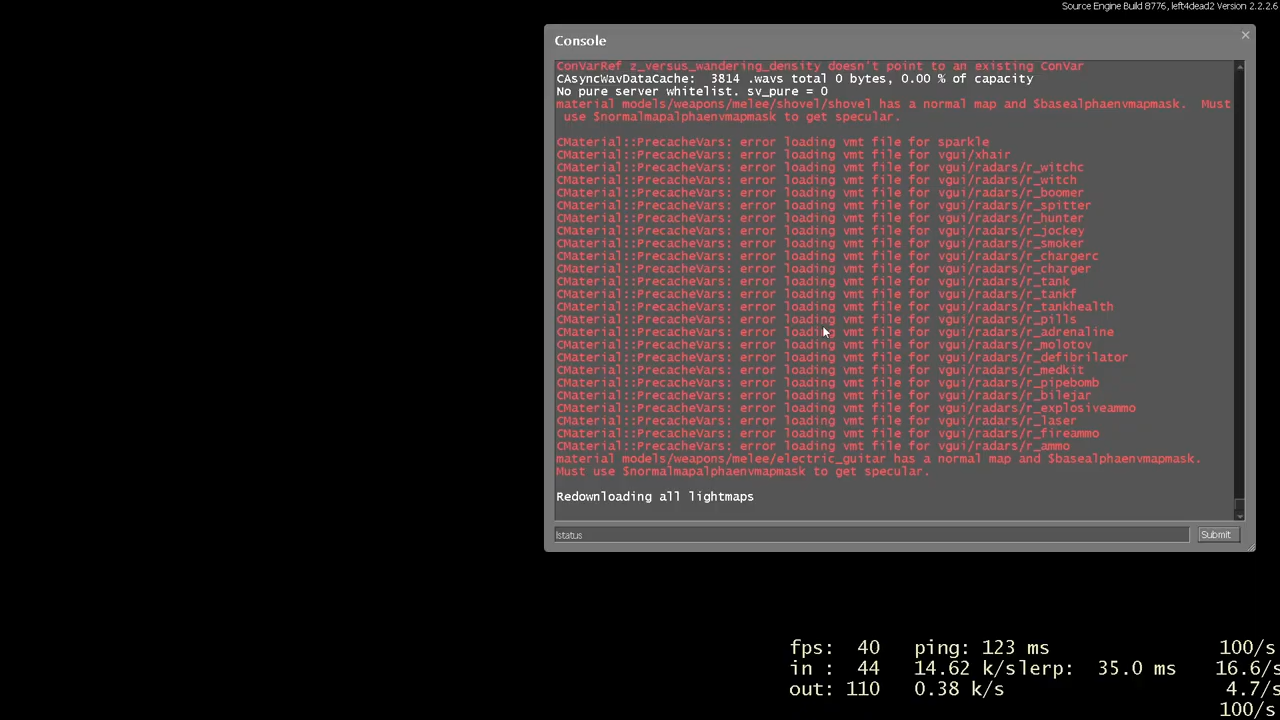 Source Engine Build 8776, left4dead2 Version 2.2.2.6
Console
ConVarRef z_versus_wandering_density doesn't point to an existing ConVar
CAsyncWavDataCache:  3814 .wavs total 0 bytes, 0.00 % of capacity
No pure server whitelist. sv_pure = 0
material models/weapons/melee/shovel/shovel has a normal map and $basealphaenvmapmask.  Must
use $normalmapalphaenvmapmask to get specular.
CMaterial::PrecacheVars: error loading vmt file for sparkle
CMaterial::PrecacheVars: error loading vmt file for vgui/xhair
CMaterial::PrecacheVars: error loading vmt file for vgui/radars/r_witchc
CMaterial::PrecacheVars: error loading vmt file for vgui/radars/r_witch
CMaterial::PrecacheVars: error loading vmt file for vgui/radars/r_boomer
CMaterial::PrecacheVars: error loading vmt file for vgui/radars/r_spitter
CMaterial::PrecacheVars: error loading vmt file for vgui/radars/r_hunter
CMaterial::PrecacheVars: error loading vmt file for vgui/radars/r_jockey
CMaterial::PrecacheVars: error loading vmt file for vgui/radars/r_smoker
CMaterial::PrecacheVars: error loading vmt file for vgui/radars/r_chargerc
CMaterial::PrecacheVars: error loading vmt file for vgui/radars/r_charger
CMaterial::PrecacheVars: error loading vmt file for vgui/radars/r_tank
CMaterial::PrecacheVars: error loading vmt file for vgui/radars/r_tankf
CMaterial::PrecacheVars: error loading vmt file for vgui/radars/r_tankhealth
CMaterial::PrecacheVars: error loading vmt file for vgui/radars/r_pills
CMaterial::PrecacheVars: error loading vmt file for vgui/radars/r_adrenaline
CMaterial::PrecacheVars: error loading vmt file for vgui/radars/r_molotov
CMaterial::PrecacheVars: error loading vmt file for vgui/radars/r_defibrilator
CMaterial::PrecacheVars: error loading vmt file for vgui/radars/r_medkit
CMaterial::PrecacheVars: error loading vmt file for vgui/radars/r_pipebomb
CMaterial::PrecacheVars: error loading vmt file for vgui/radars/r_bilejar
CMaterial::PrecacheVars: error loading vmt file for vgui/radars/r_explosiveammo
CMaterial::PrecacheVars: error loading vmt file for vgui/radars/r_laser
CMaterial::PrecacheVars: error loading vmt file for vgui/radars/r_fireammo
CMaterial::PrecacheVars: error loading vmt file for vgui/radars/r_ammo
material models/weapons/melee/electric_guitar has a normal map and $basealphaenvmapmask.
Must use $normalmapalphaenvmapmask to get specular.
Redownloading all lightmaps
status Submit
fps: 40 ping: 123 ms 100/s
in : 44 14.62 k/s lerp: 35.0 ms 16.6/s
out: 110 0.38 k/s 4.7/s
100/s